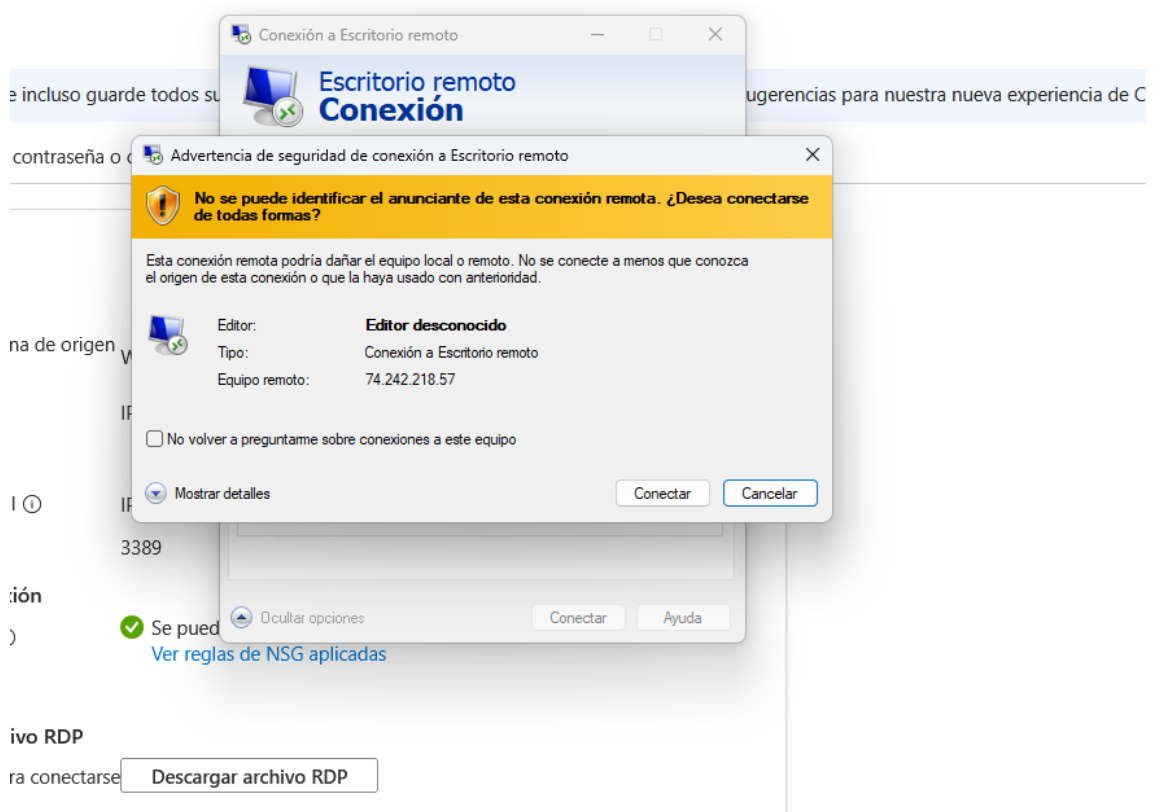 Conexión a Escritorio remoto
Escritorio remoto
Conexión
e incluso guarde todos su
ugerencias para nuestra nueva experiencia de C
contraseña o
Advertencia de seguridad de conexión a Escritorio remoto
No se puede identificar el anunciante de esta conexión remota. ¿Desea conectarse
de todas formas?
Esta conexión remota podría dañar el equipo local o remoto. No se conecte a menos que conozca
el origen de esta conexión o que la haya usado con anterioridad.
Editor: Editor desconocido
na de origen
Tipo: Conexión a Escritorio remoto
Equipo remoto: 74.242.218.57
No volver a preguntarme sobre conexiones a este equipo
Mostrar detalles
Conectar
Cancelar
3389
ión
Ocultar opciones
Conectar
Ayuda
Se pued
Ver reglas de NSG aplicadas
ivo RDP
ra conectarse
Descargar archivo RDP